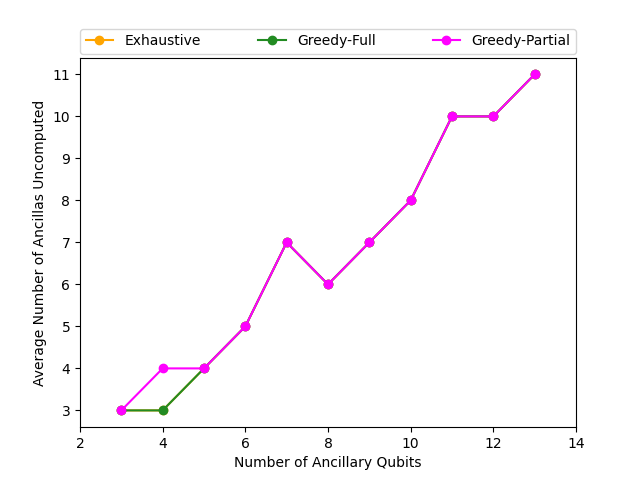 Exhaustive Greedy-Full Greedy-Partial
11
10
9
8
7
6
5
4
3
Average Number of Ancillas Uncomputed
2 4 6 8 10 12 14
Number of Ancillary Qubits